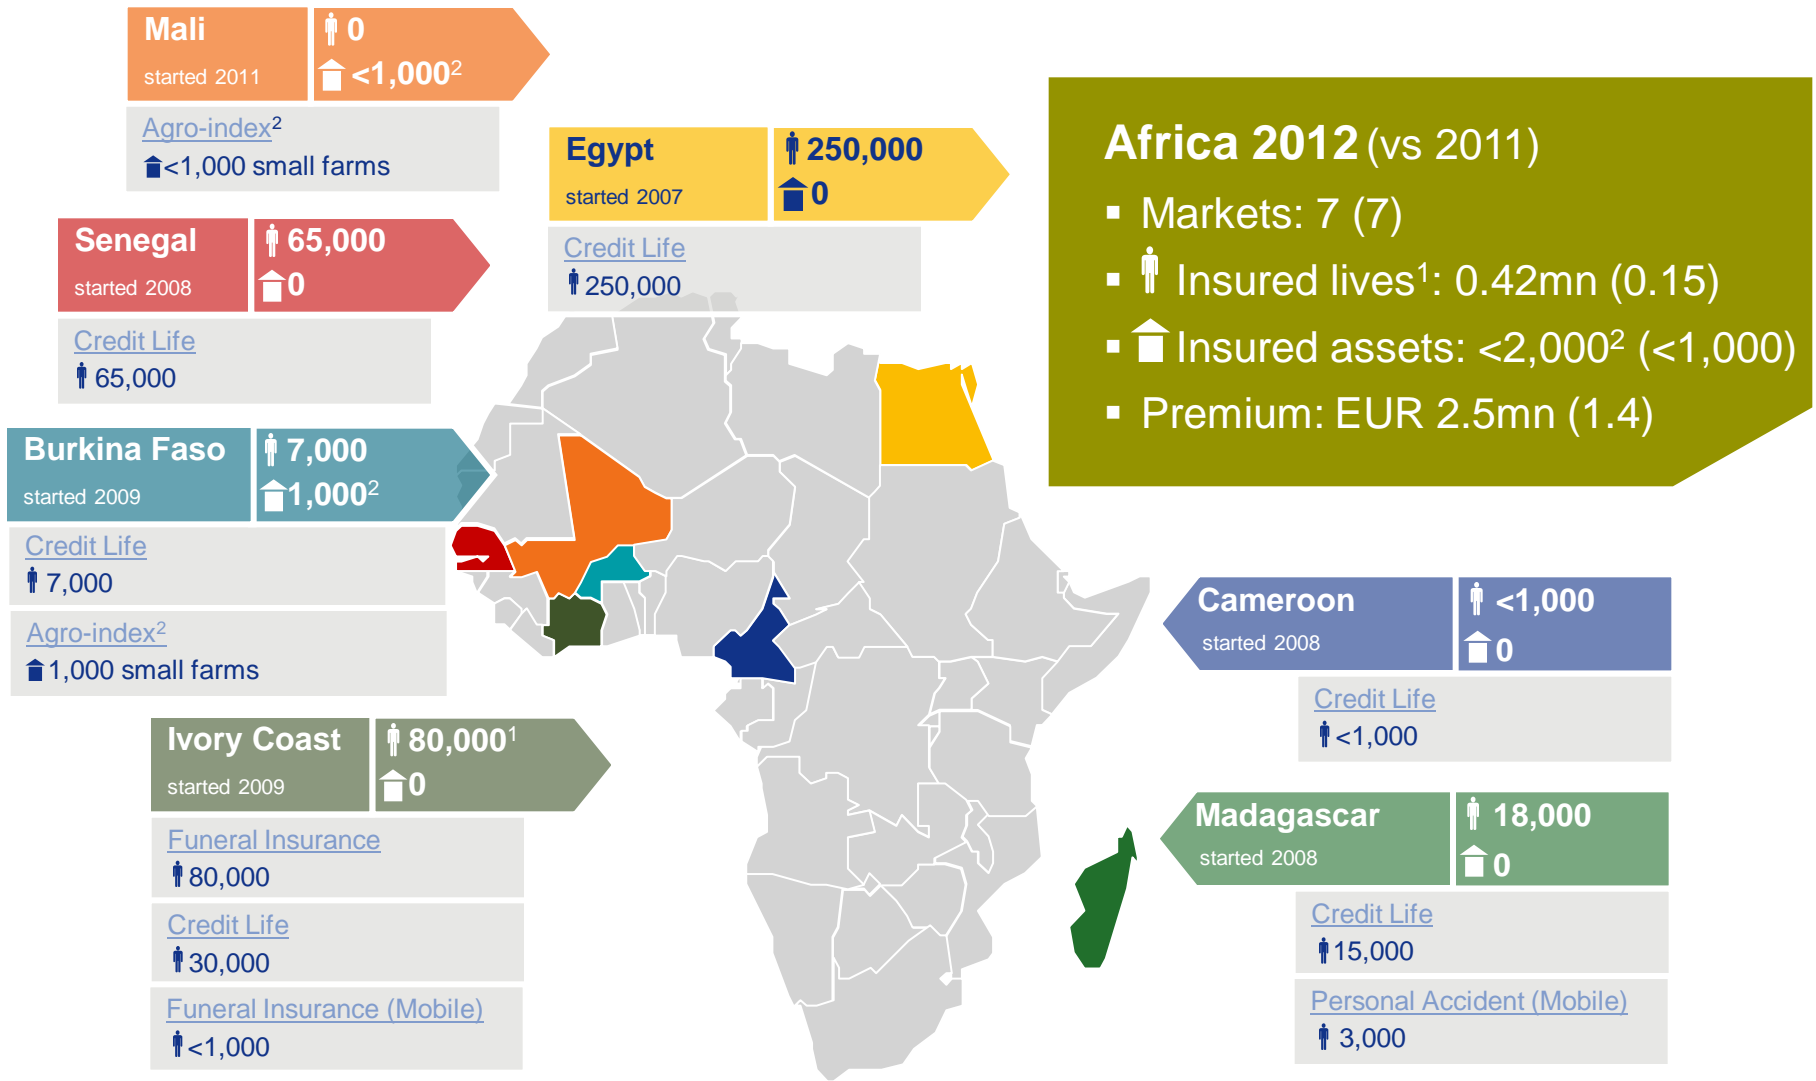 Mali
started 2011
0
<1,000²
Agro-index²
<1,000 small farms
Egypt
started 2007
250,000
0
Credit Life
250,000
Africa 2012 (vs 2011)
▪ Markets: 7 (7)
▪ Insured lives¹: 0.42mn (0.15)
▪ Insured assets: <2,000² (<1,000)
▪ Premium: EUR 2.5mn (1.4)
Senegal
started 2008
65,000
0
Credit Life
65,000
Burkina Faso
started 2009
7,000
1,000²
Credit Life
7,000
Agro-index²
1,000 small farms
Ivory Coast
started 2009
80,000¹
0
Funeral Insurance
80,000
Credit Life
30,000
Funeral Insurance (Mobile)
<1,000
Cameroon
started 2008
<1,000
0
Credit Life
<1,000
Madagascar
started 2008
18,000
0
Credit Life
15,000
Personal Accident (Mobile)
3,000